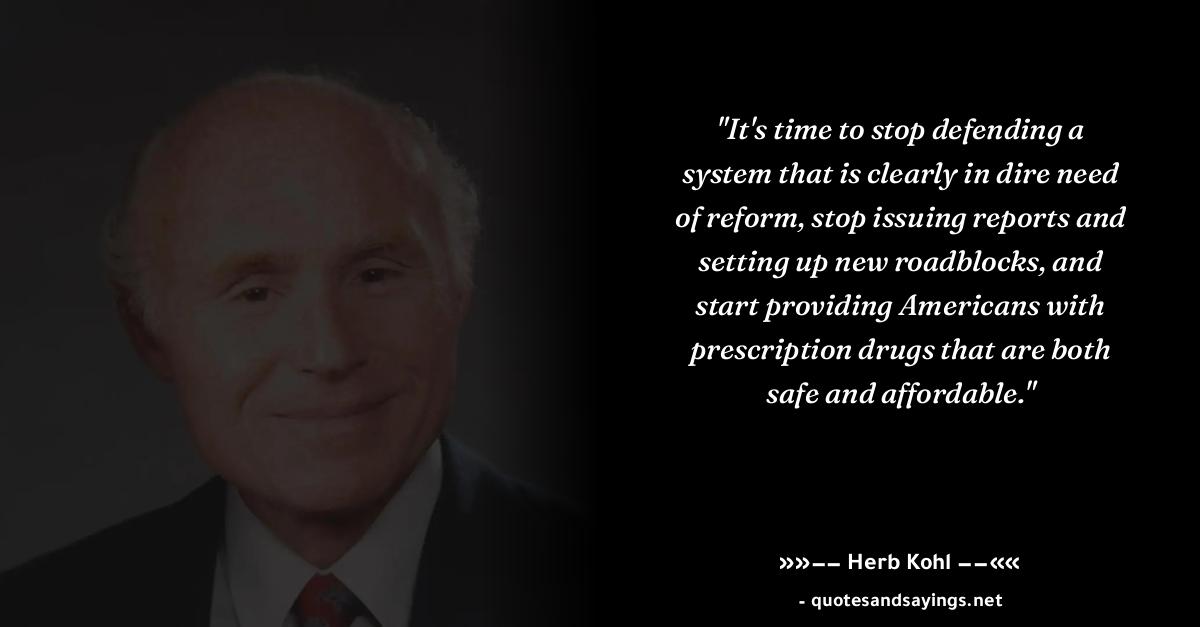 "It's time to stop defending a
system that is clearly in dire need
of reform, stop issuing reports and
setting up new roadblocks, and
start providing Americans with
prescription drugs that are both
safe and affordable."
»»−− Herb Kohl −−««
- quotesandsayings.net